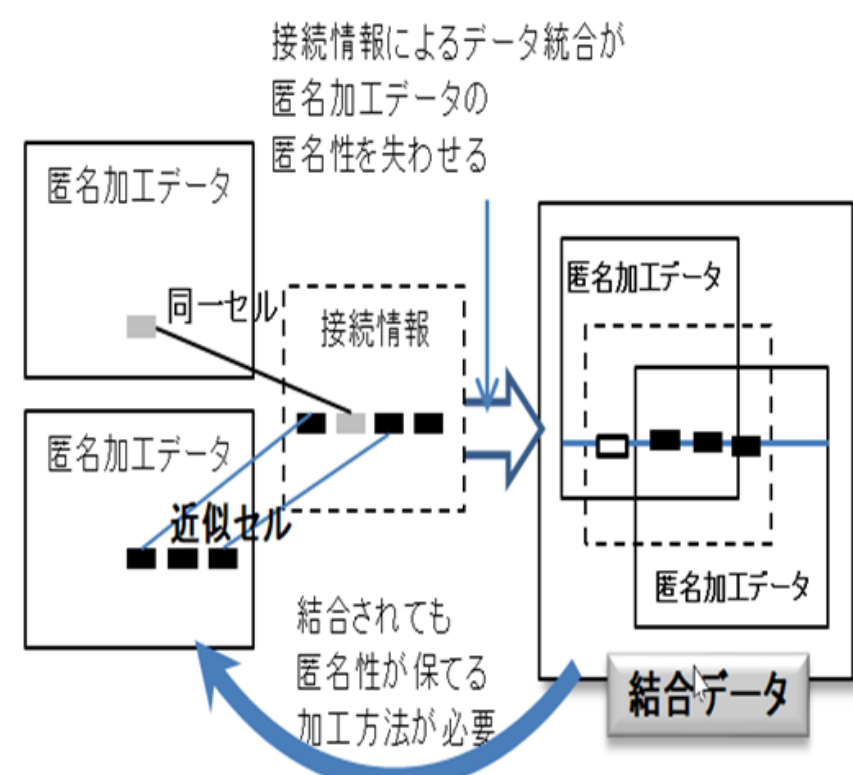 接続情報によるデータ統合が
匿名加工データの
匿名性を失わせる
匿名加工データ
同一セル
接続情報
匿名加工データ
近似セル
匿名加工データ
匿名加工データ
結合されても
匿名性が保てる
加工方法が必要
結合データ